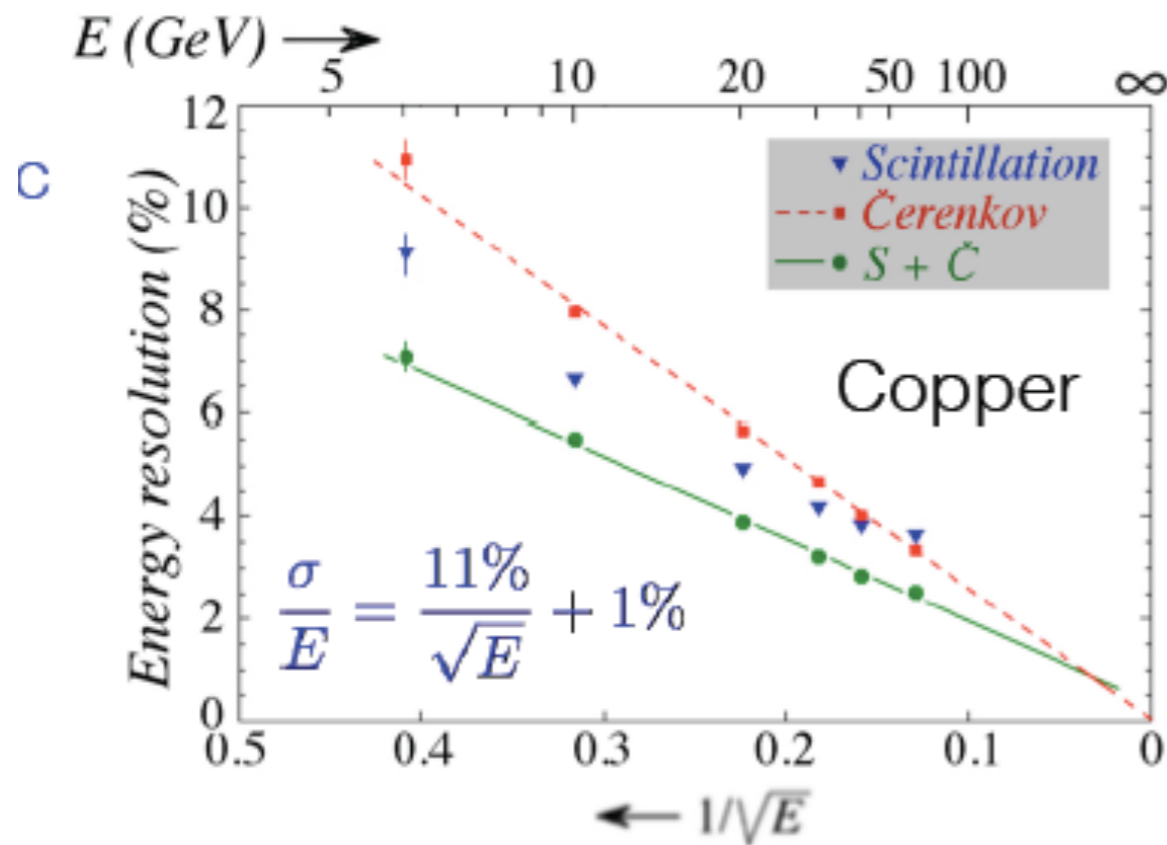 E (GeV) →
5 10 20 50 100 ∞
C
12
10
8
6
4
2
0
Energy resolution (%)
Scintillation
Čerenkov
S + Č
Copper
σ/E = 11%/√E + 1%
0.5 0.4 0.3 0.2 0.1 0
← 1/√E